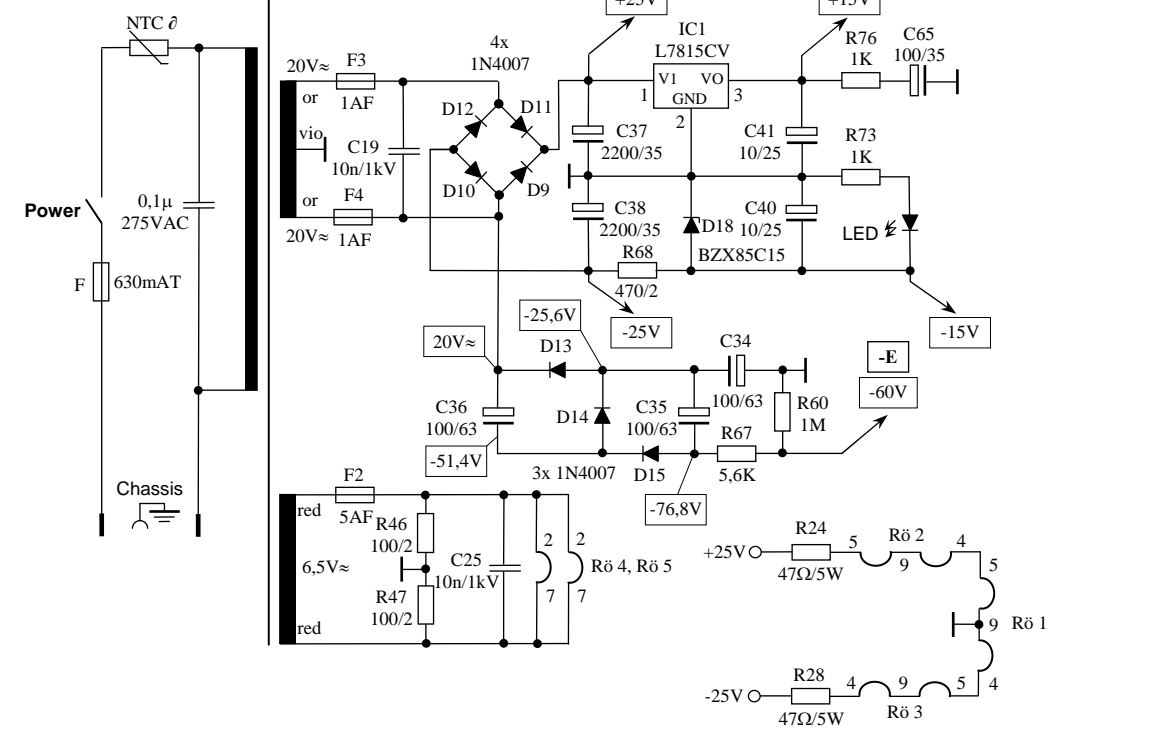 +25V
+15V
NTC ∂
Power
F
630mAT
0,1µ
275VAC
Chassis
20V≈
or
F3
1AF
vio
C19
10n/1kV
or
F4
20V≈
1AF
4x
1N4007
D12
D11
D10
D9
IC1
L7815CV
V1
VO
GND
1
3
2
C37
2200/35
C38
2200/35
R68
470/2
D18
BZX85C15
C41
10/25
C40
10/25
R76
1K
C65
100/35
R73
1K
LED
-25V
-15V
-25,6V
20V≈
D13
C34
100/63
-E
-60V
C36
100/63
D14
C35
100/63
R60
1M
R67
5,6K
-51,4V
3x 1N4007
D15
-76,8V
red
F2
5AF
R46
100/2
6,5V≈
C25
10n/1kV
R47
100/2
red
2
2
7
7
Rö 4, Rö 5
+25V
R24
47Ω/5W
5
Rö 2
9
4
5
9
Rö 1
4
-25V
R28
47Ω/5W
4
9
5
Rö 3